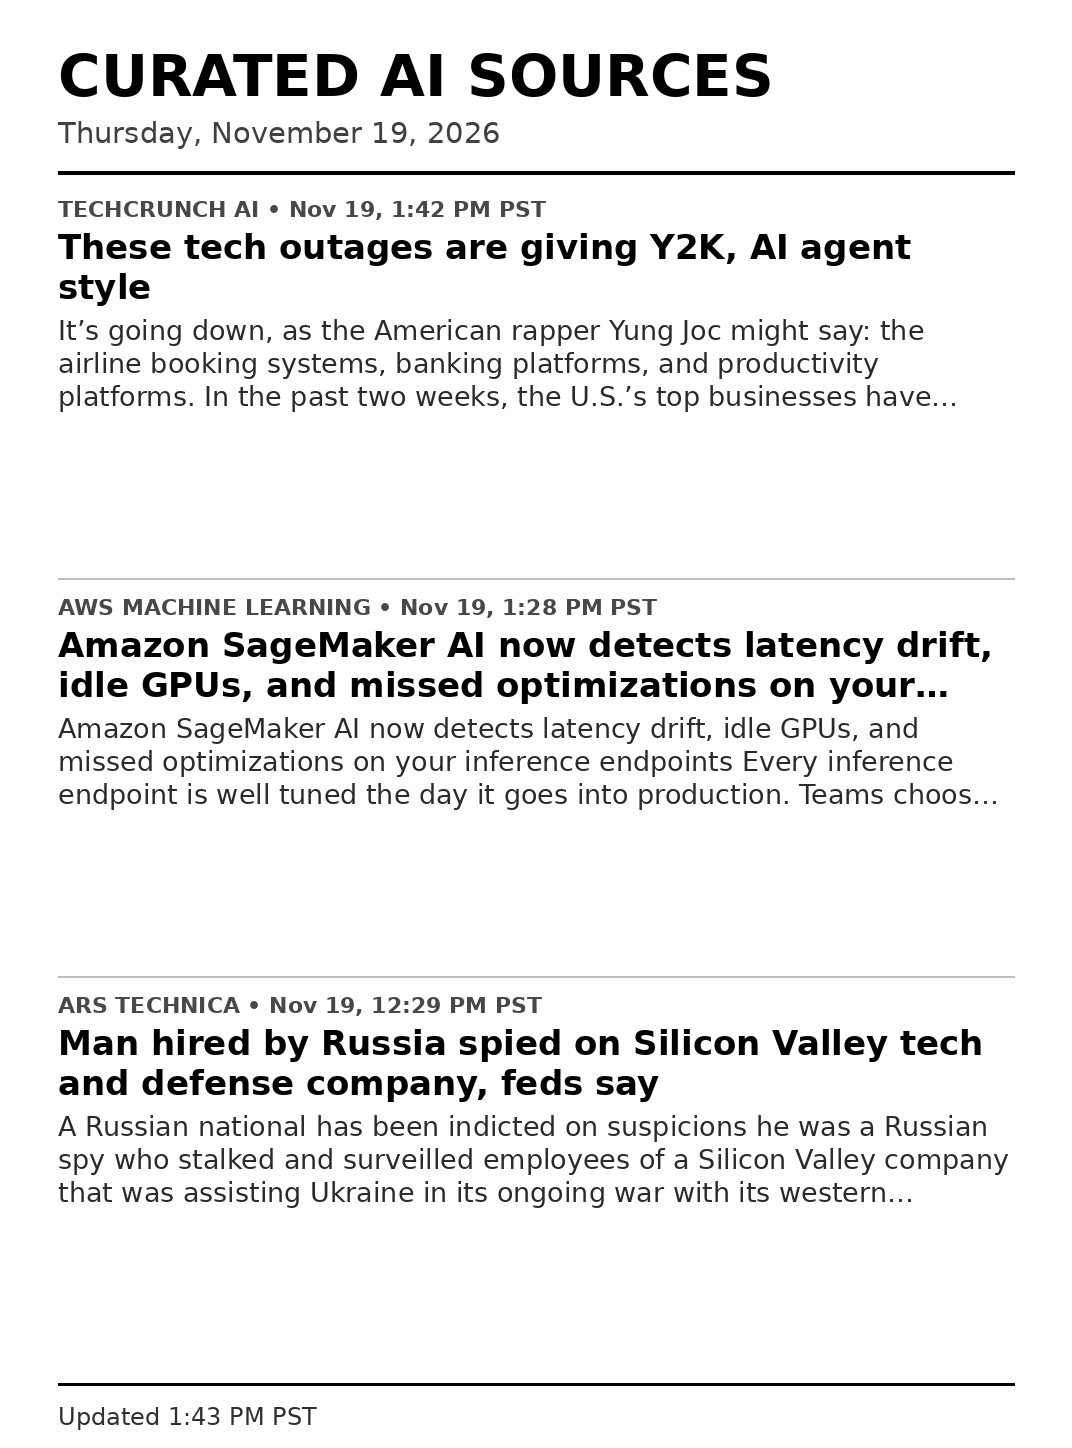 CURATED AI SOURCES
Thursday, November 19, 2026
TECHCRUNCH AI • Nov 19, 1:42 PM PST
These tech outages are giving Y2K, AI agent
style
It’s going down, as the American rapper Yung Joc might say: the
airline booking systems, banking platforms, and productivity
platforms. In the past two weeks, the U.S.’s top businesses have…
AWS MACHINE LEARNING • Nov 19, 1:28 PM PST
Amazon SageMaker AI now detects latency drift,
idle GPUs, and missed optimizations on your…
Amazon SageMaker AI now detects latency drift, idle GPUs, and
missed optimizations on your inference endpoints Every inference
endpoint is well tuned the day it goes into production. Teams choos…
ARS TECHNICA • Nov 19, 12:29 PM PST
Man hired by Russia spied on Silicon Valley tech
and defense company, feds say
A Russian national has been indicted on suspicions he was a Russian
spy who stalked and surveilled employees of a Silicon Valley company
that was assisting Ukraine in its ongoing war with its western…
Updated 1:43 PM PST